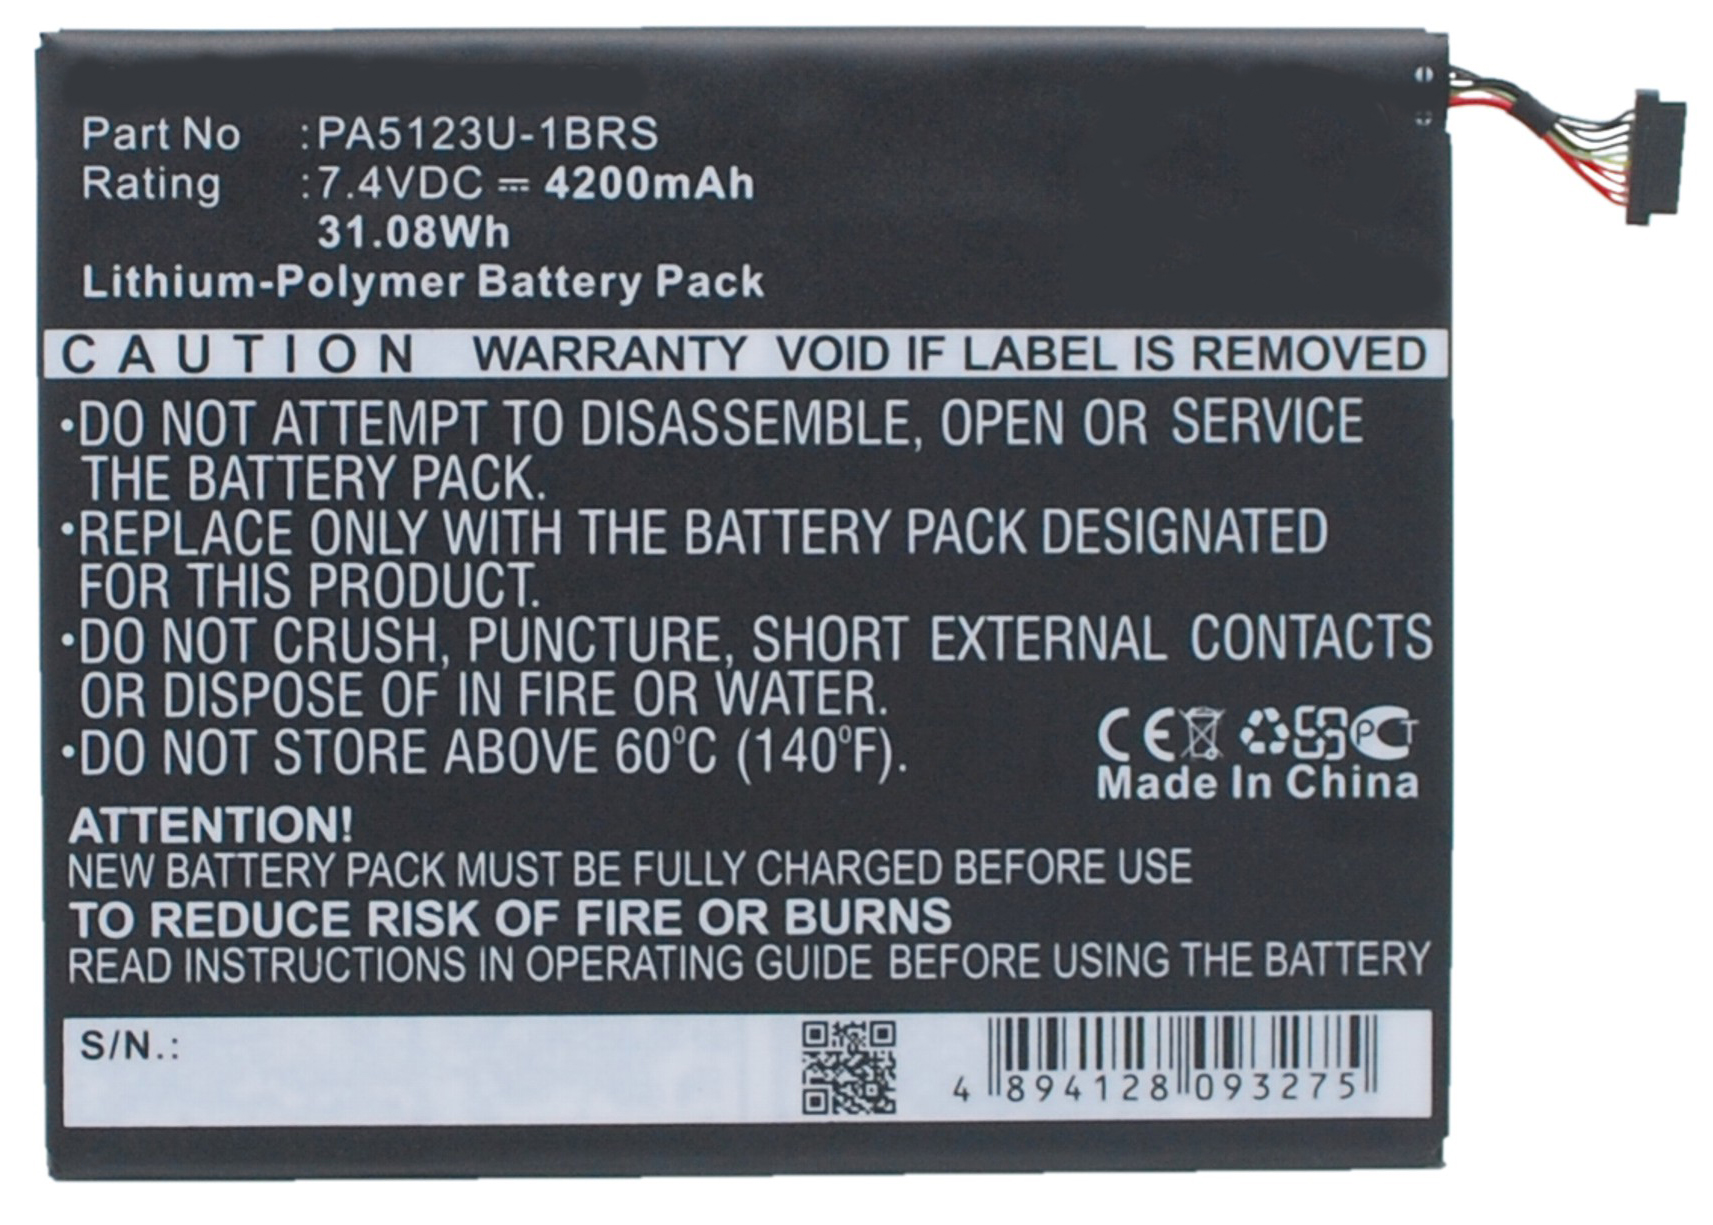 Part No :PA5123U-1BRS
Rating :7.4VDC ⎓ 4200mAh
31.08Wh
Lithium-Polymer Battery Pack
CAUTION WARRANTY VOID IF LABEL IS REMOVED
•DO NOT ATTEMPT TO DISASSEMBLE, OPEN OR SERVICE
THE BATTERY PACK.
•REPLACE ONLY WITH THE BATTERY PACK DESIGNATED
FOR THIS PRODUCT.
•DO NOT CRUSH, PUNCTURE, SHORT EXTERNAL CONTACTS
OR DISPOSE OF IN FIRE OR WATER.
•DO NOT STORE ABOVE 60°C (140°F).
CE PCT
Made In China
ATTENTION!
NEW BATTERY PACK MUST BE FULLY CHARGED BEFORE USE
TO REDUCE RISK OF FIRE OR BURNS
READ INSTRUCTIONS IN OPERATING GUIDE BEFORE USING THE BATTERY
S/N.:
4 894128 093275